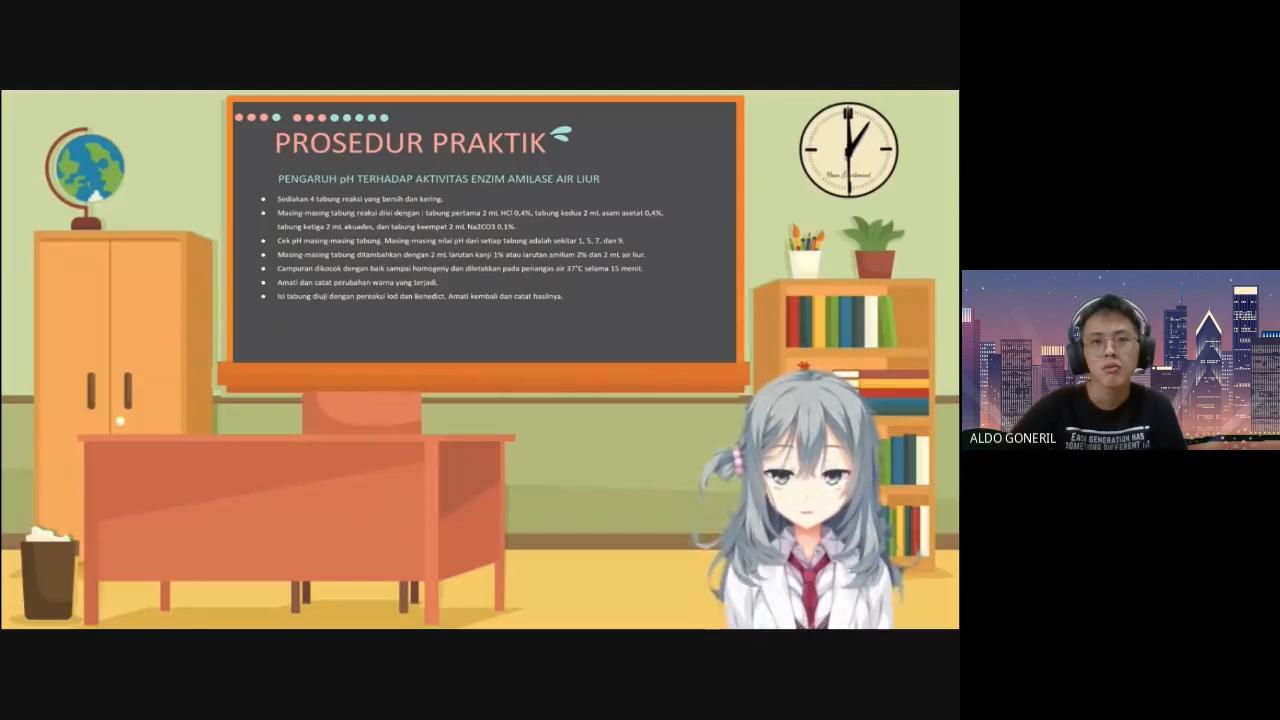 PROSEDUR PRAKTIK
PENGARUH pH TERHADAP AKTIVITAS ENZIM AMILASE AIR LIUR
● Sediakan 4 tabung reaksi yang bersih dan kering.
● Masing-masing tabung reaksi diisi dengan : tabung pertama 2 mL HCl 0,4%, tabung kedua 2 mL asam asetat 0,4%,
tabung ketiga 2 mL akuades, dan tabung keempat 2 mL Na2CO3 0,1%.
● Cek pH masing-masing tabung. Masing-masing nilai pH dari setiap tabung adalah sekitar 1, 5, 7, dan 9.
● Masing-masing tabung ditambahkan dengan 2 mL larutan kanji 1% atau larutan amilum 2% dan 2 mL air liur.
● Campuran dikocok dengan baik sampai homogeny dan diletakkan pada penangas air 37°C selama 15 menit.
● Amati dan catat perubahan warna yang terjadi.
● Isi tabung diuji dengan pereaksi Iod dan Benedict. Amati kembali dan catat hasilnya.
ALDO GONERIL
EACH GENERATION HAS
SOMETHING DIFFERENT